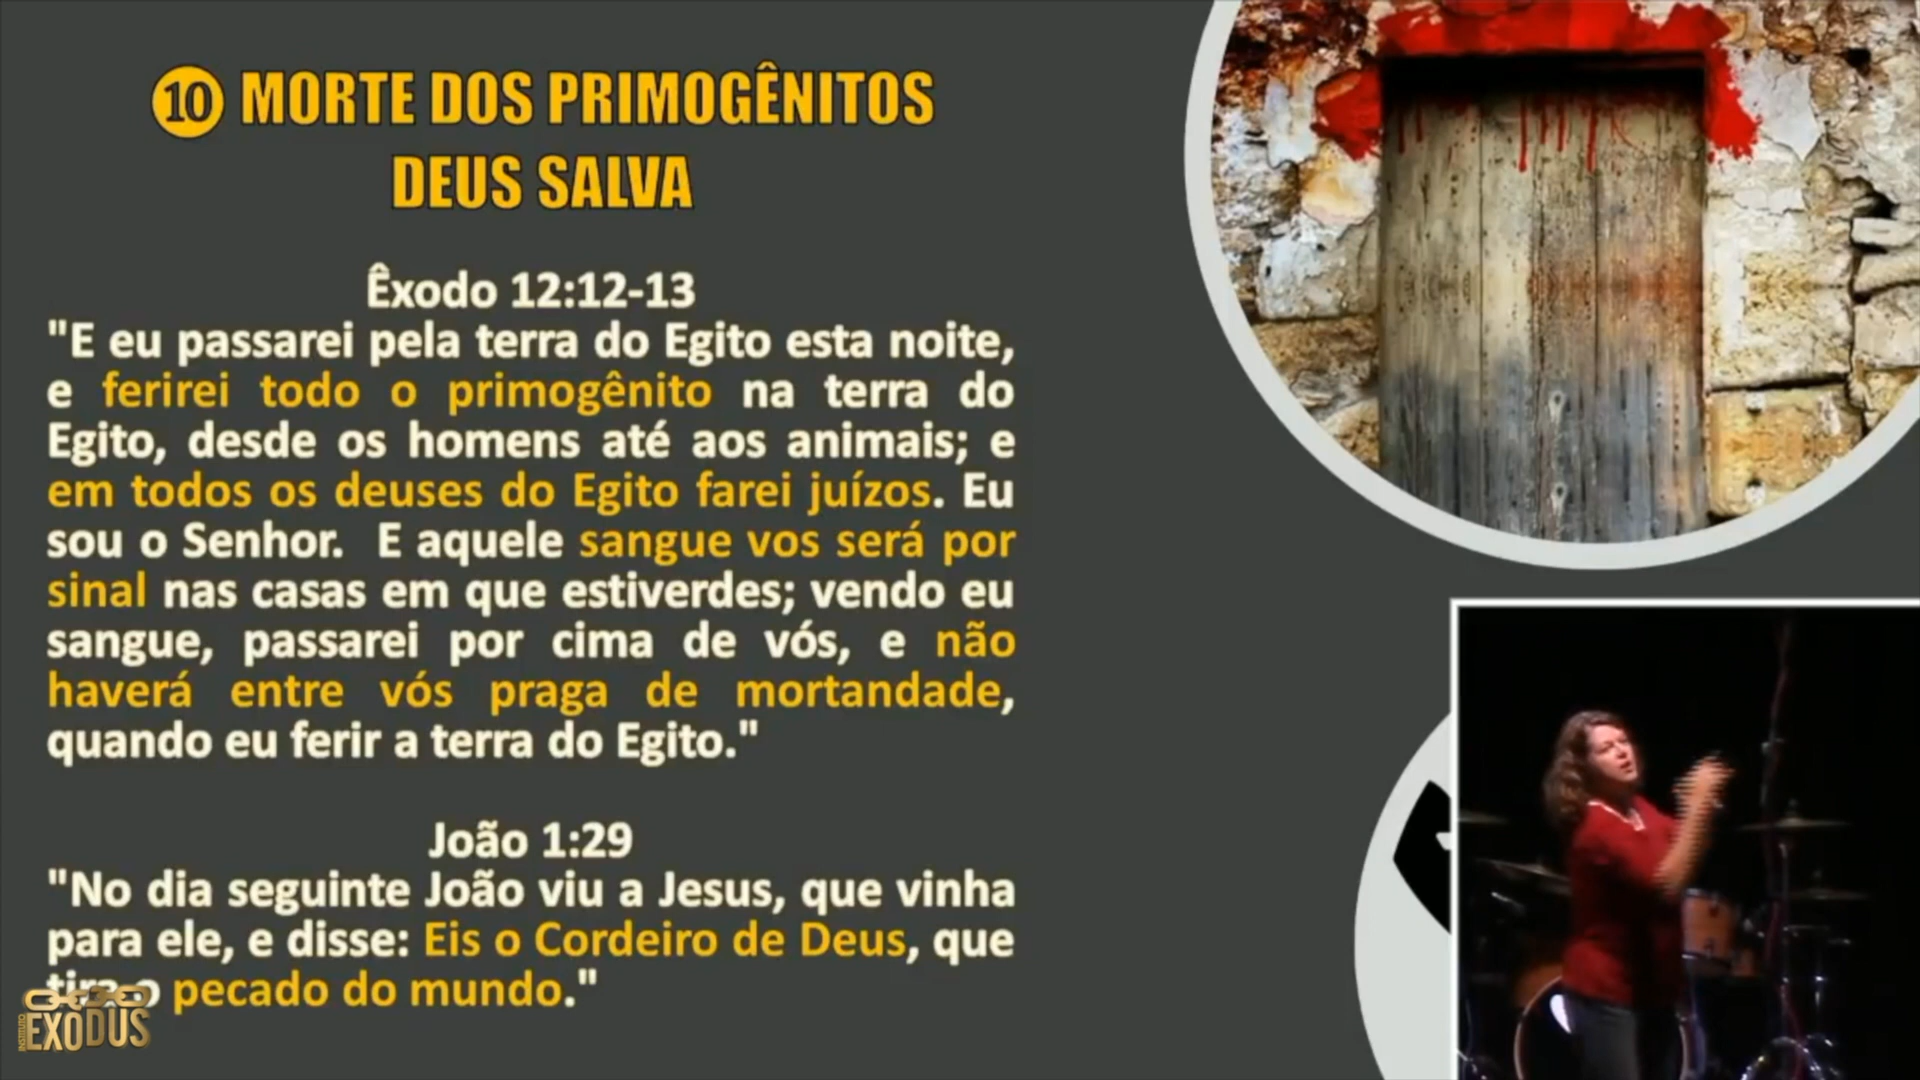 10 MORTE DOS PRIMOGÊNITOS
DEUS SALVA
Êxodo 12:12-13
"E eu passarei pela terra do Egito esta noite,
e ferirei todo o primogênito na terra do
Egito, desde os homens até aos animais; e
em todos os deuses do Egito farei juízos. Eu
sou o Senhor. E aquele sangue vos será por
sinal nas casas em que estiverdes; vendo eu
sangue, passarei por cima de vós, e não
haverá entre vós praga de mortandade,
quando eu ferir a terra do Egito."
João 1:29
"No dia seguinte João viu a Jesus, que vinha
para ele, e disse: Eis o Cordeiro de Deus, que
tira o pecado do mundo."
INSTITUTO
EXODUS